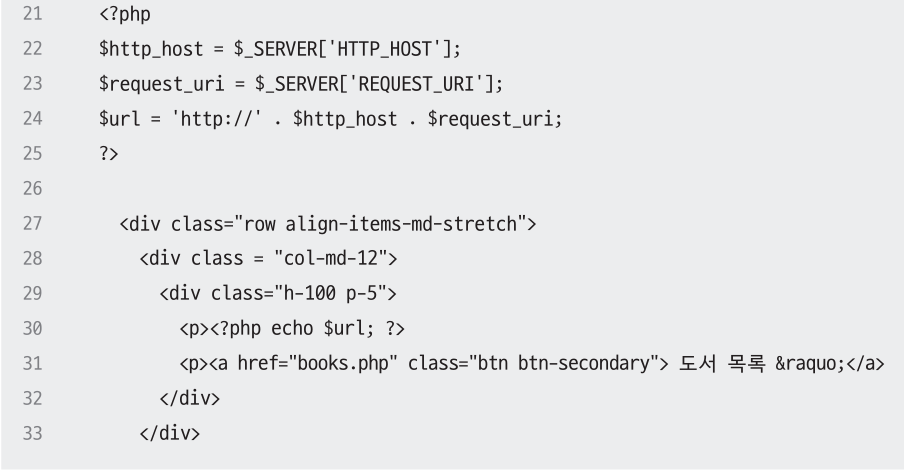 21 <?php
22 $http_host = $_SERVER['HTTP_HOST'];
23 $request_uri = $_SERVER['REQUEST_URI'];
24 $url = 'http://' . $http_host . $request_uri;
25 ?>
26
27 <div class="row align-items-md-stretch">
28 <div class = "col-md-12">
29 <div class="h-100 p-5">
30 <p><?php echo $url; ?>
31 <p><a href="books.php" class="btn btn-secondary"> 도서 목록 &raquo;</a>
32 </div>
33 </div>